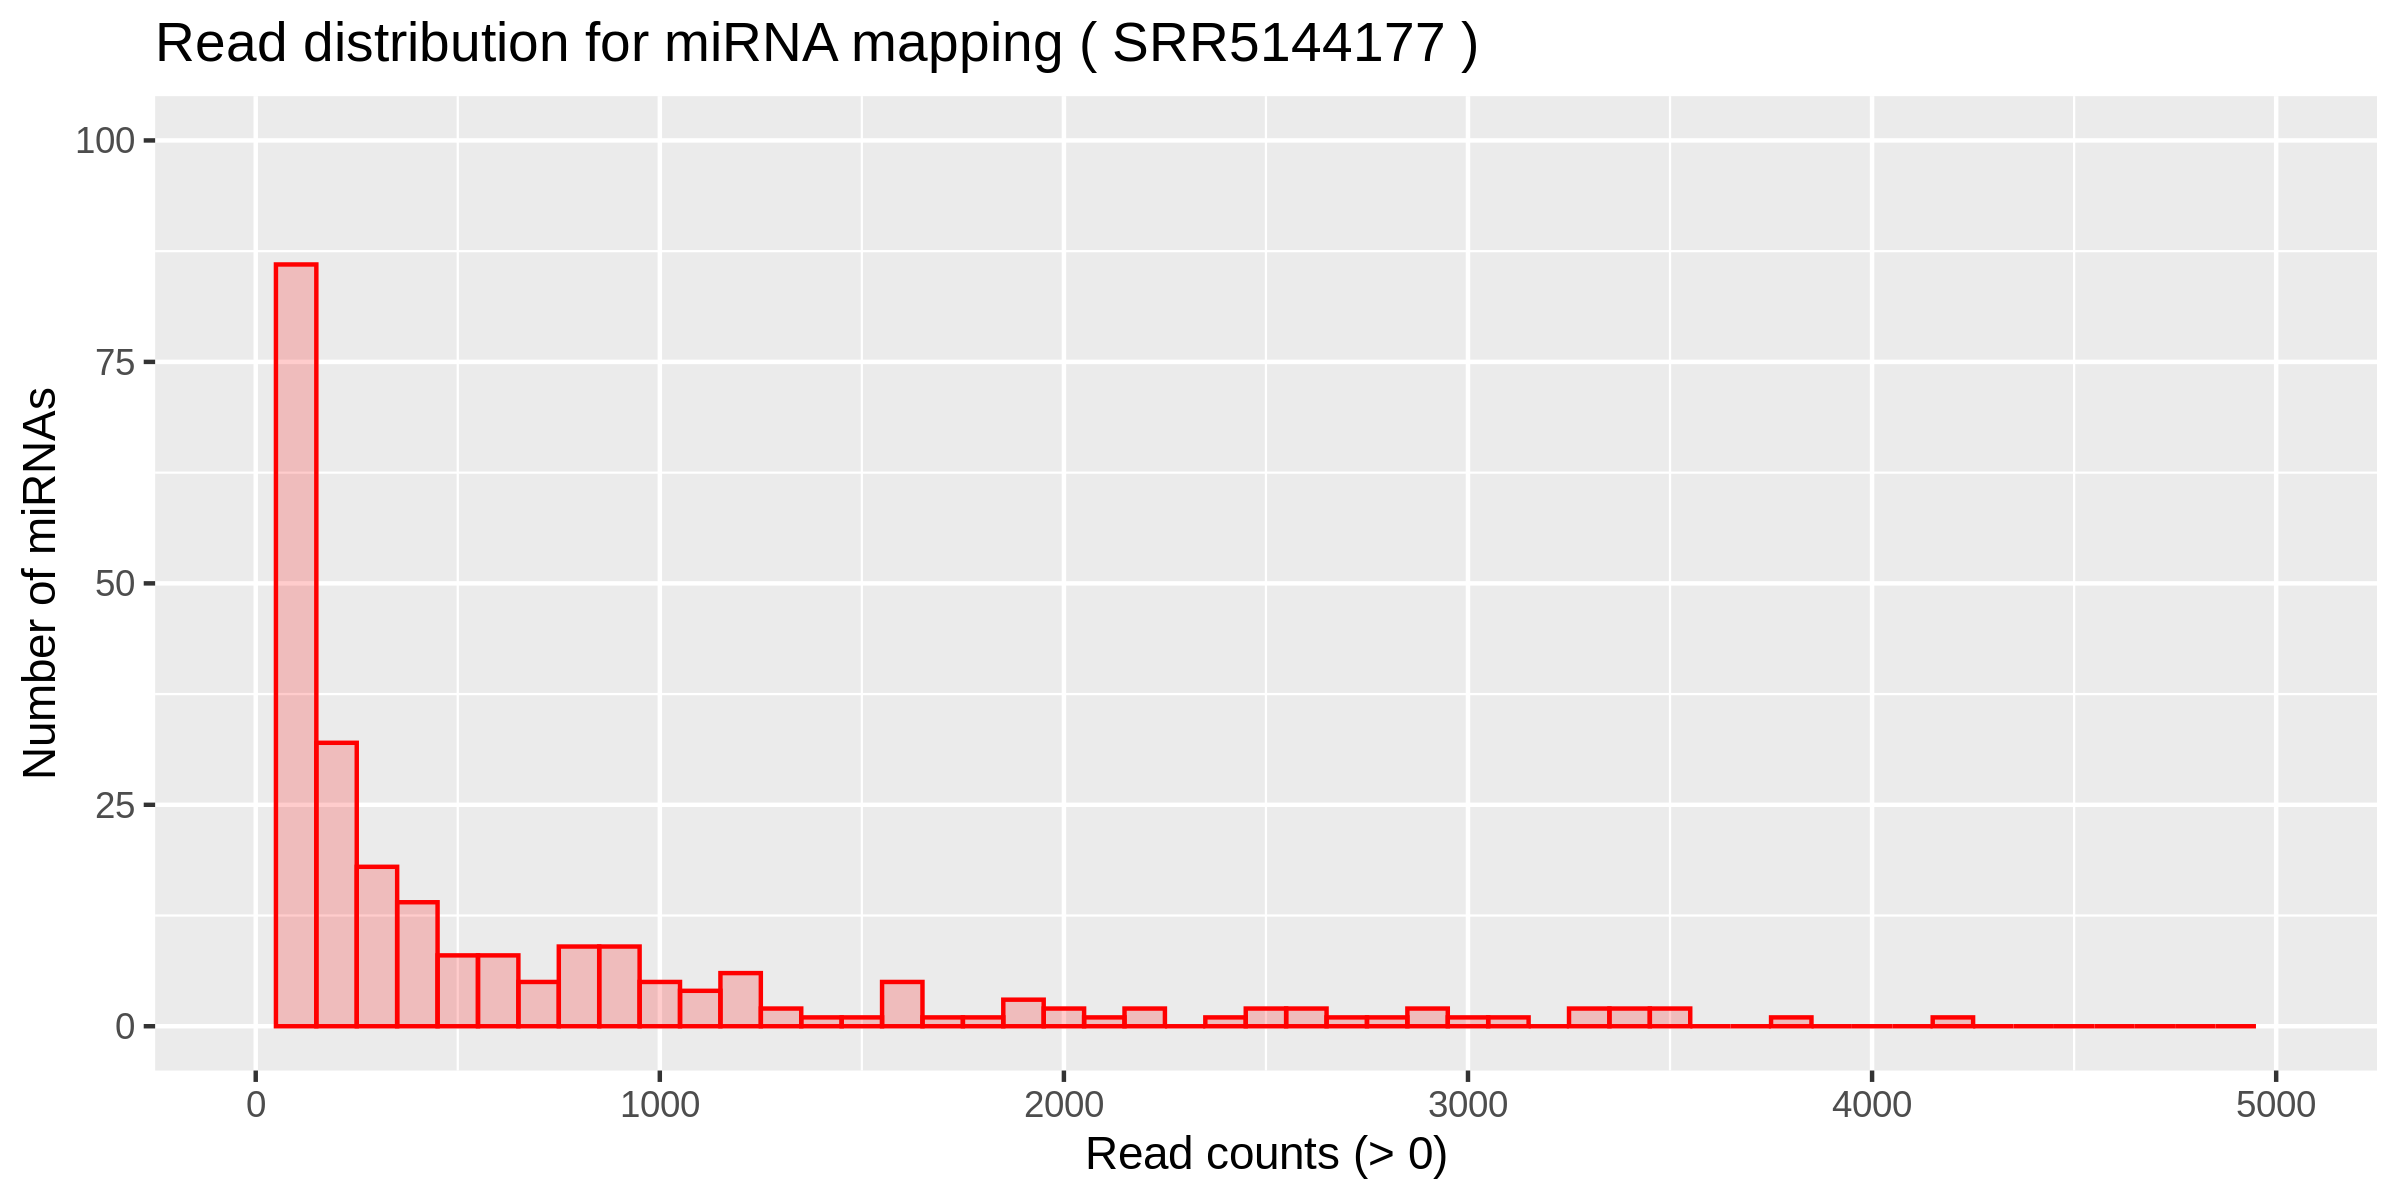 Read distribution for miRNA mapping ( SRR5144177 )
100
75
50
25
0
Number of miRNAs
0 1000 2000 3000 4000 5000
Read counts (> 0)